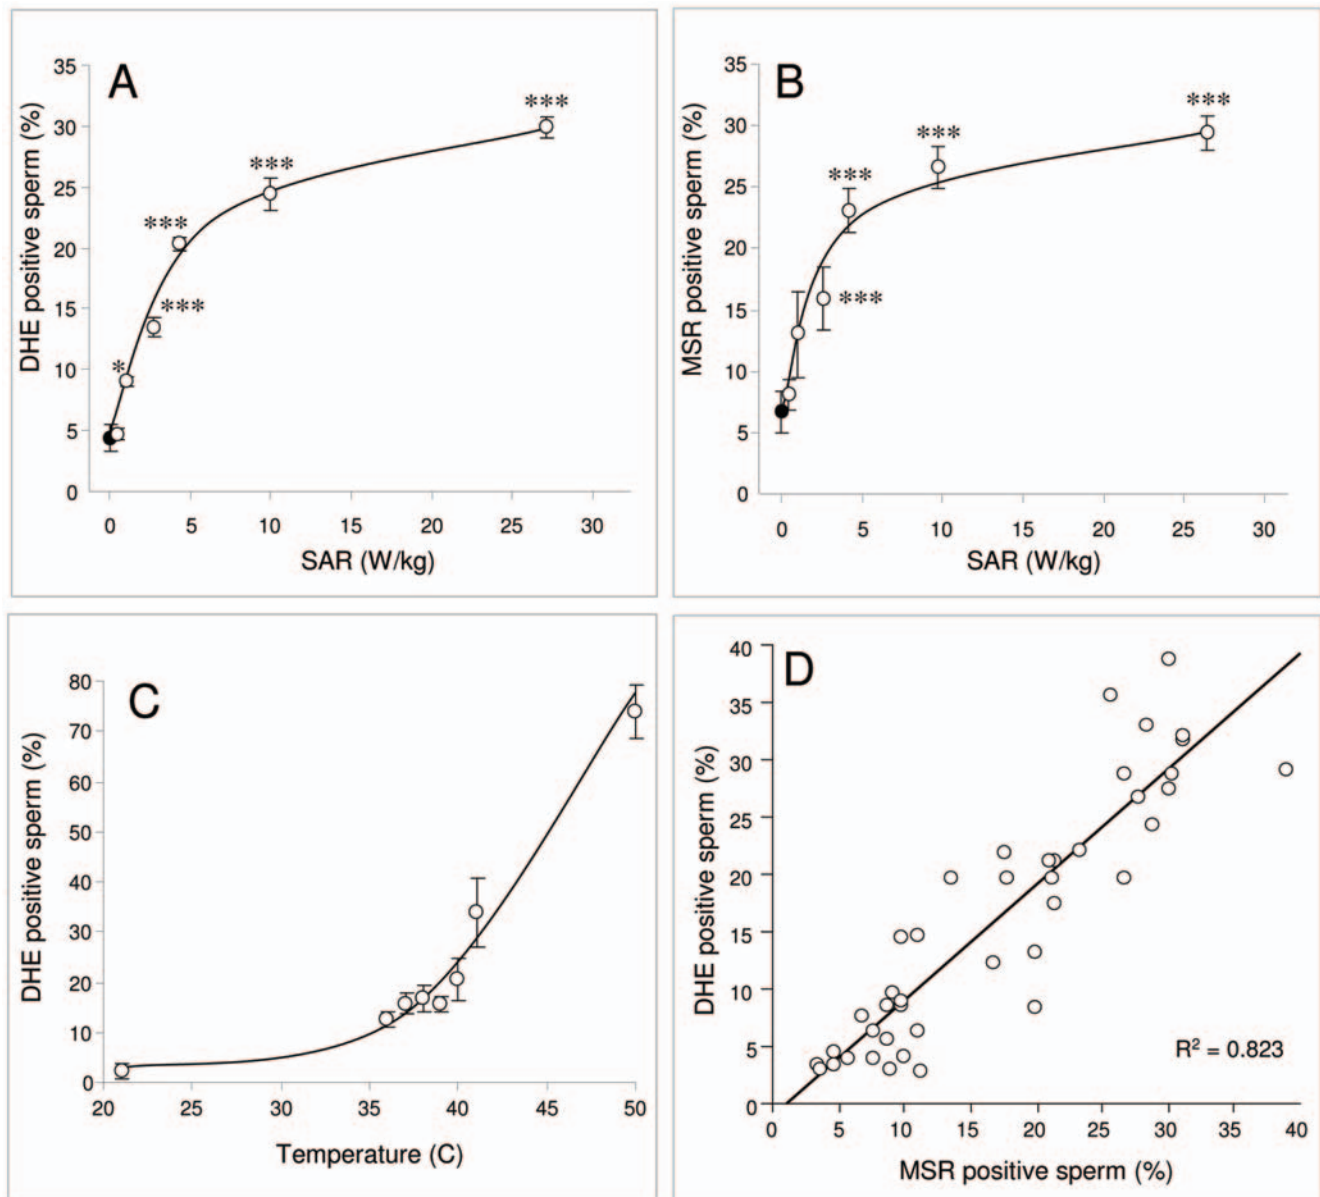 A
DHE positive sperm (%)
35
30
25
20
15
10
5
0
*
***
***
***
***
0 5 10 15 20 25 30
SAR (W/kg)
B
MSR positive sperm (%)
35
30
25
20
15
10
5
0
***
***
***
***
0 5 10 15 20 25 30
SAR (W/kg)
C
DHE positive sperm (%)
80
70
60
50
40
30
20
10
0
20 25 30 35 40 45 50
Temperature (C)
D
DHE positive sperm (%)
40
35
30
25
20
15
10
5
0
R² = 0.823
0 5 10 15 20 25 30 35 40
MSR positive sperm (%)